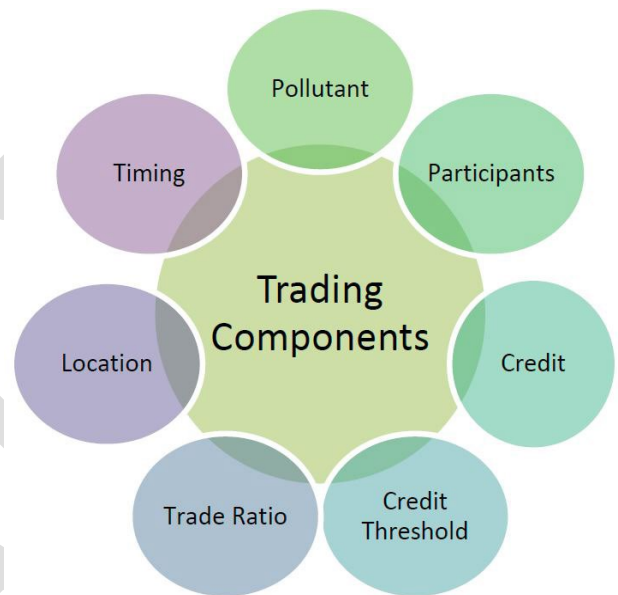 Pollutant
Participants
Credit
Credit
Threshold
Trade Ratio
Location
Timing
Trading
Components